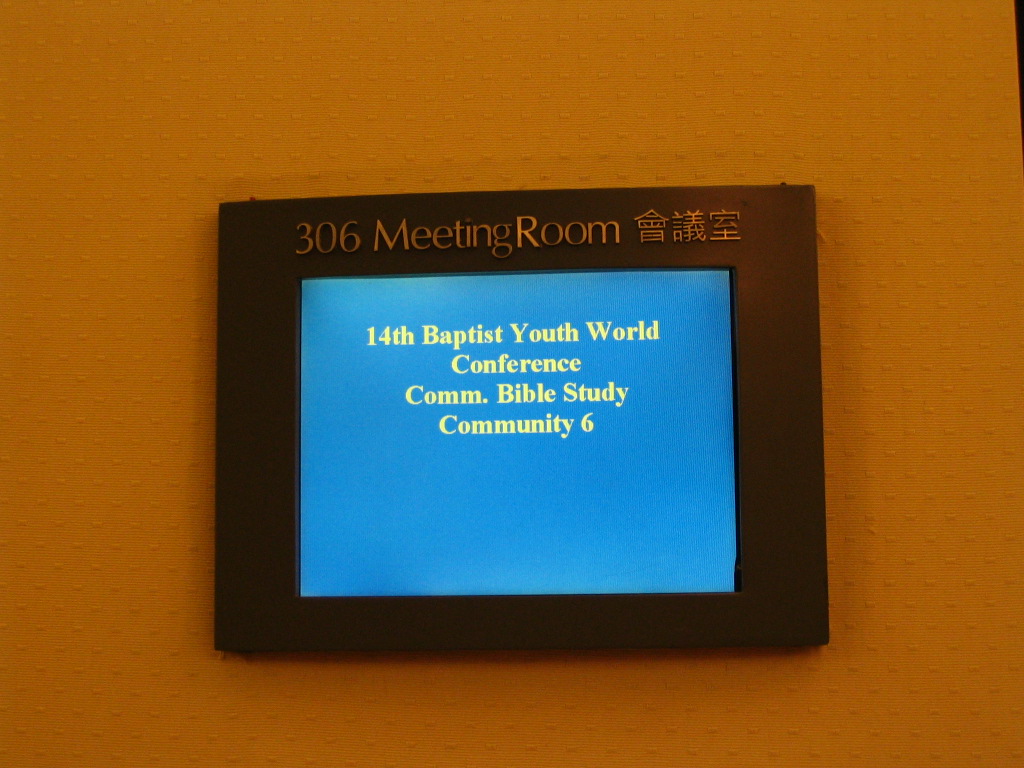 306 MeetingRoom 會議室
14th Baptist Youth World
Conference
Comm. Bible Study
Community 6